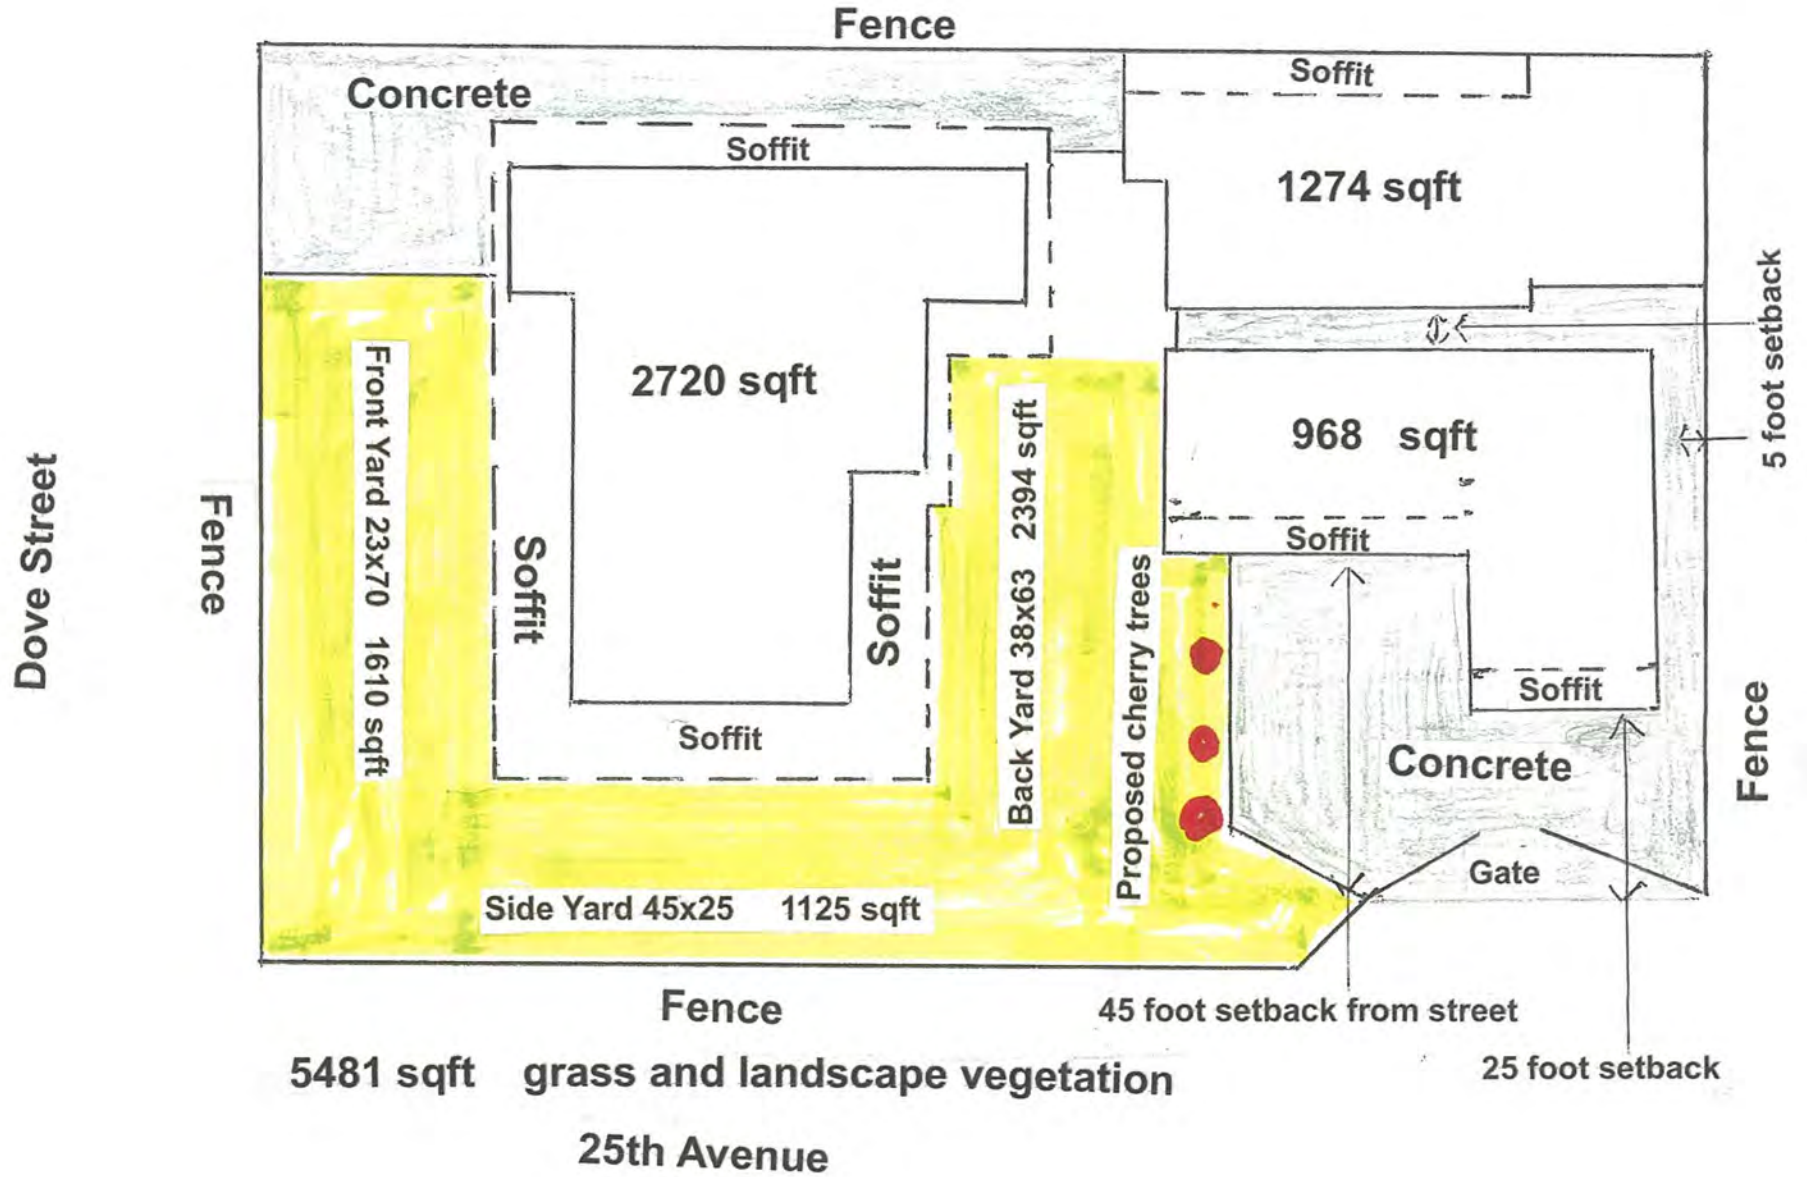 Fence
Concrete
Soffit
Soffit
1274 sqft
2720 sqft
5 foot setback
968 sqft
Front Yard 23x70 1610 sqft
Back Yard 38x63 2394 sqft
Dove Street
Fence
Soffit
Soffit
Soffit
Proposed cherry trees
Soffit
Soffit
Concrete
Fence
Gate
Side Yard 45x25 1125 sqft
Fence
45 foot setback from street
5481 sqft grass and landscape vegetation
25 foot setback
25th Avenue